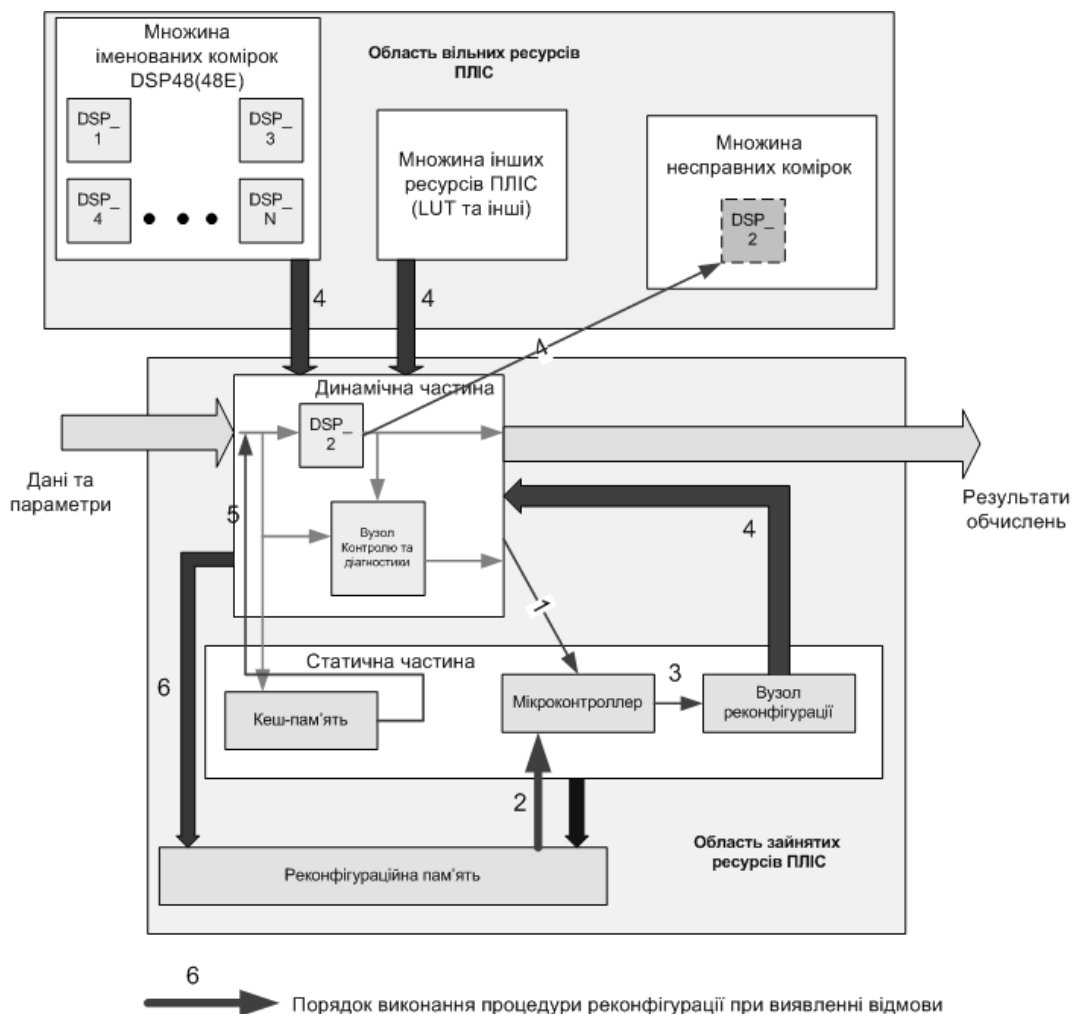 Множина
іменованих комірок
DSP48(48E)
DSP_
1
DSP_
3
DSP_
4
DSP_
N
Область вільних ресурсів
ПЛІС
Множина інших
ресурсів ПЛІС
(LUT та інші)
Множина
несправних комірок
DSP_
2
4
4
4
Динамічна частина
DSP_
2
Дані та
параметри
5
Вузол
Контролю та
діагностики
4
Результати
обчислень
1
6
Статична частина
Кеш-пам'ять
Мікроконтроллер
3
Вузол
реконфігурації
2
Область зайнятих
ресурсів ПЛІС
Реконфігураційна пам'ять
6
Порядок виконання процедури реконфігурації при виявленні відмови